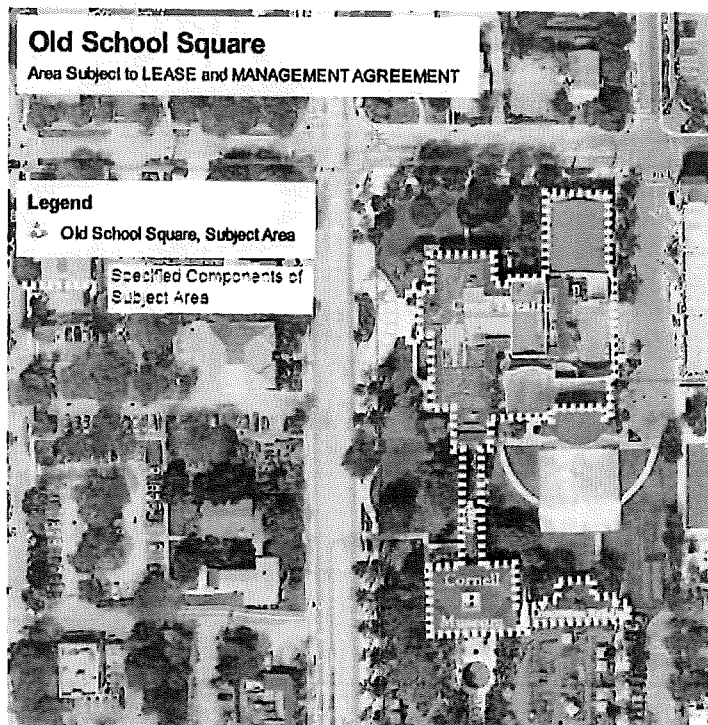 Old School Square
Area Subject to LEASE and MANAGEMENT AGREEMENT
Legend
Old School Square, Subject Area
Specified Components of
Subject Area
Theatre
Cornell
Museum